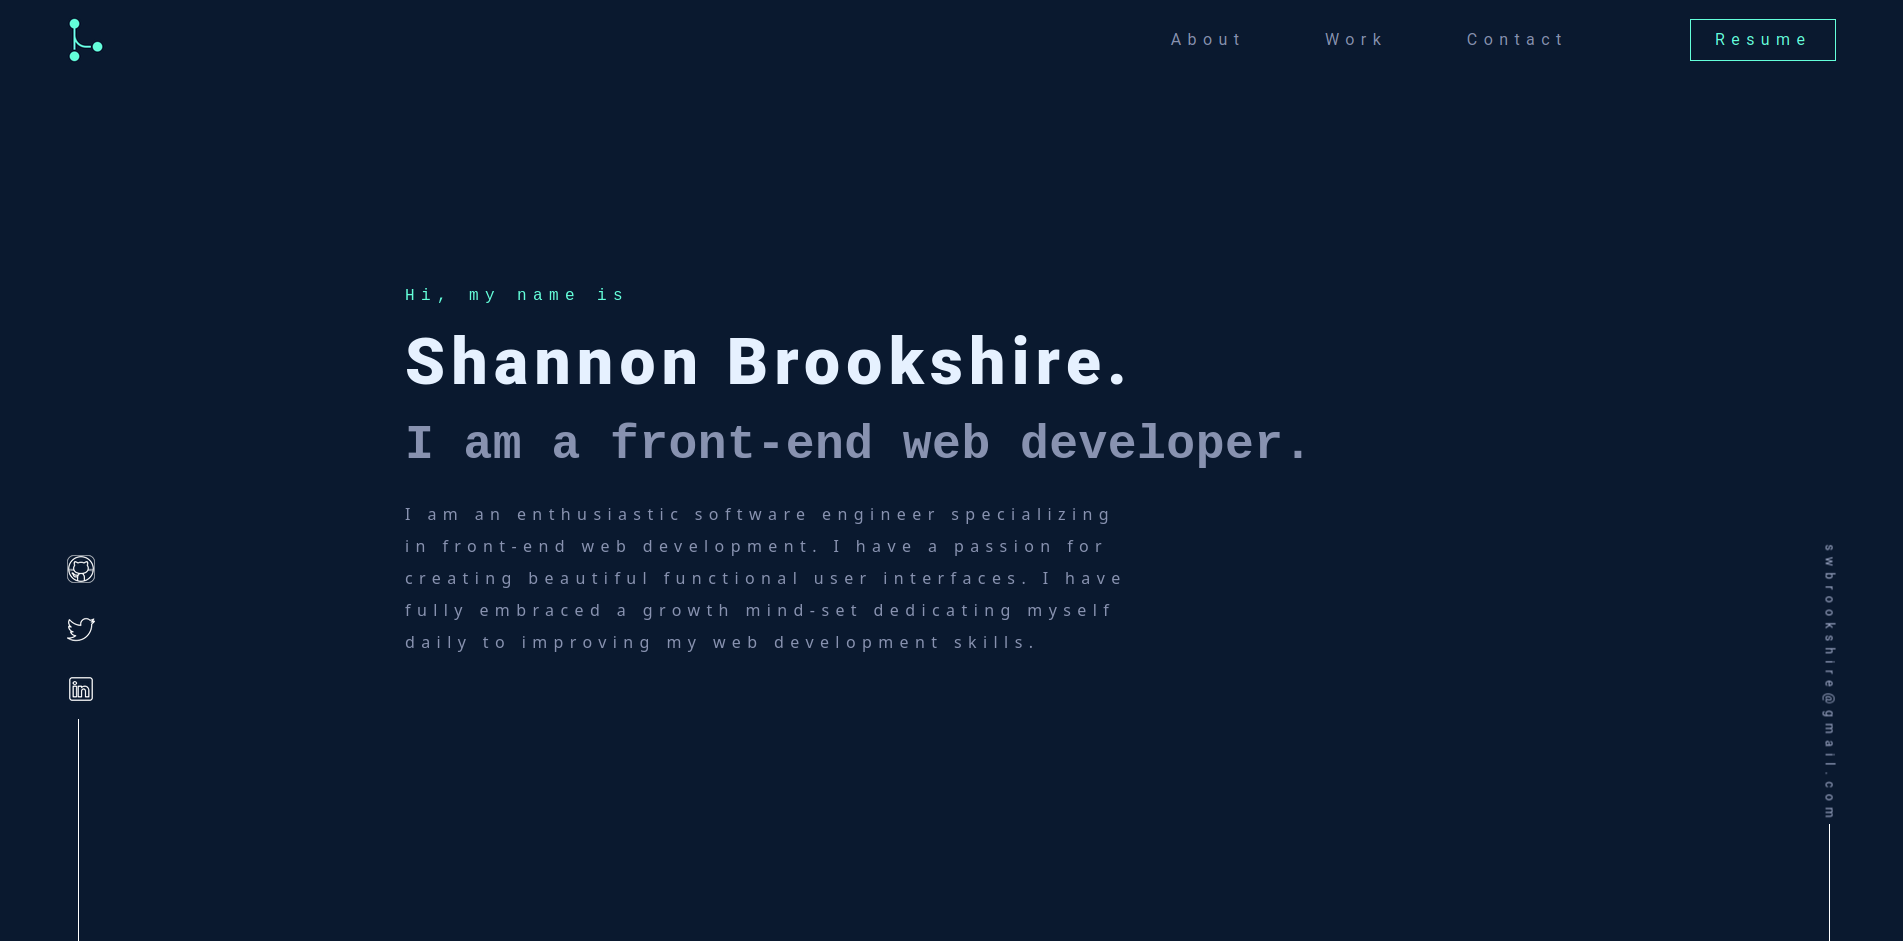 About Work Contact Resume
Hi, my name is
Shannon Brookshire.
I am a front-end web developer.
I am an enthusiastic software engineer specializing
in front-end web development. I have a passion for
creating beautiful functional user interfaces. I have
fully embraced a growth mind-set dedicating myself
daily to improving my web development skills.
in
swbrookshire@gmail.com